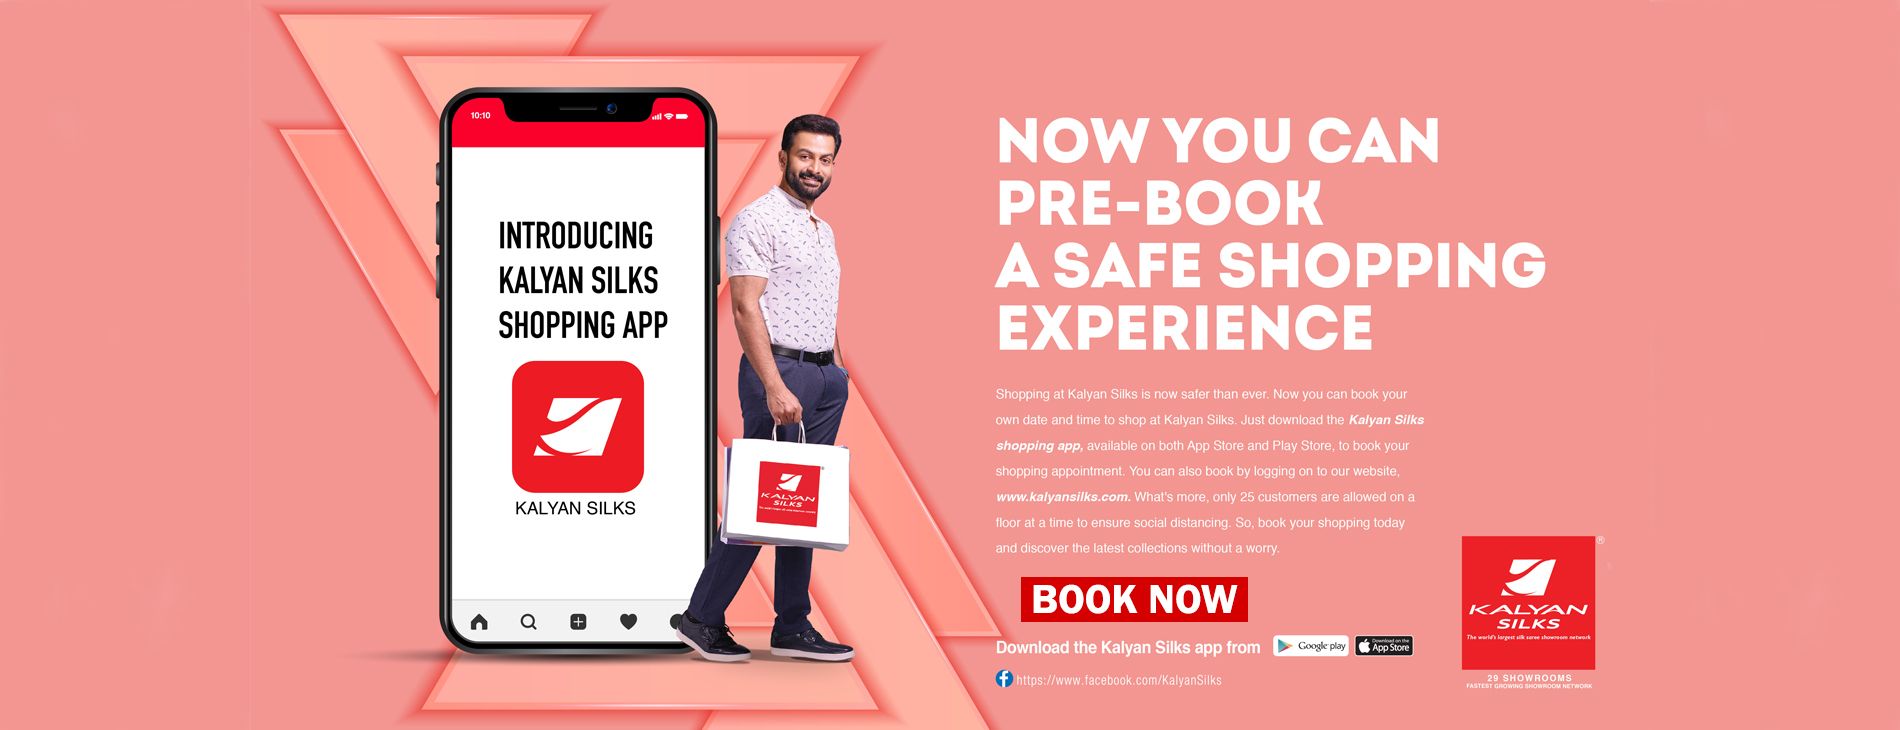 10:10
INTRODUCING
KALYAN SILKS
SHOPPING APP
KALYAN SILKS
KALYAN
SILKS
®
NOW YOU CAN
PRE-BOOK
A SAFE SHOPPING
EXPERIENCE
Shopping at Kalyan Silks is now safer than ever. Now you can book your
own date and time to shop at Kalyan Silks. Just download the Kalyan Silks
shopping app, available on both App Store and Play Store, to book your
shopping appointment. You can also book by logging on to our website,
www.kalyansilks.com. What's more, only 25 customers are allowed on a
floor at a time to ensure social distancing. So, book your shopping today
and discover the latest collections without a worry.
BOOK NOW
Download the Kalyan Silks app from
Google play
Download on the
App Store
https://www.facebook.com/KalyanSilks
®
KALYAN
SILKS
The world's largest silk saree showroom network
29 SHOWROOMS
FASTEST GROWING SHOWROOM NETWORK